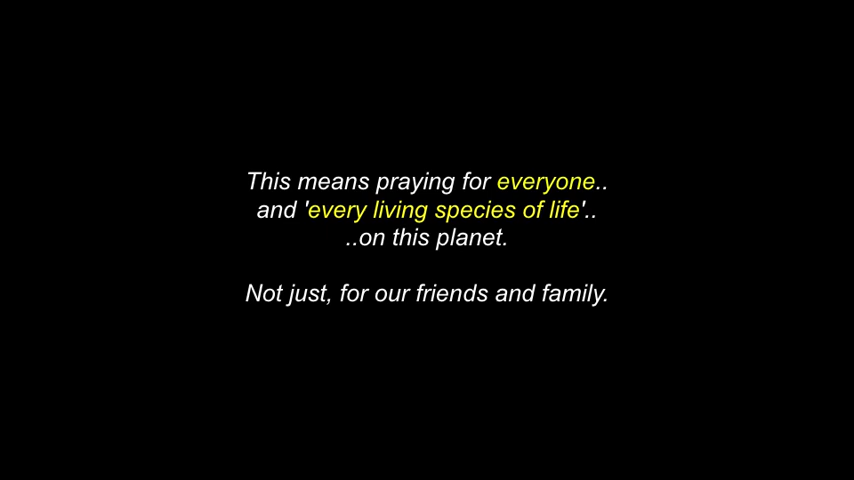 This means praying for everyone..
and 'every living species of life'..
..on this planet.
Not just, for our friends and family.